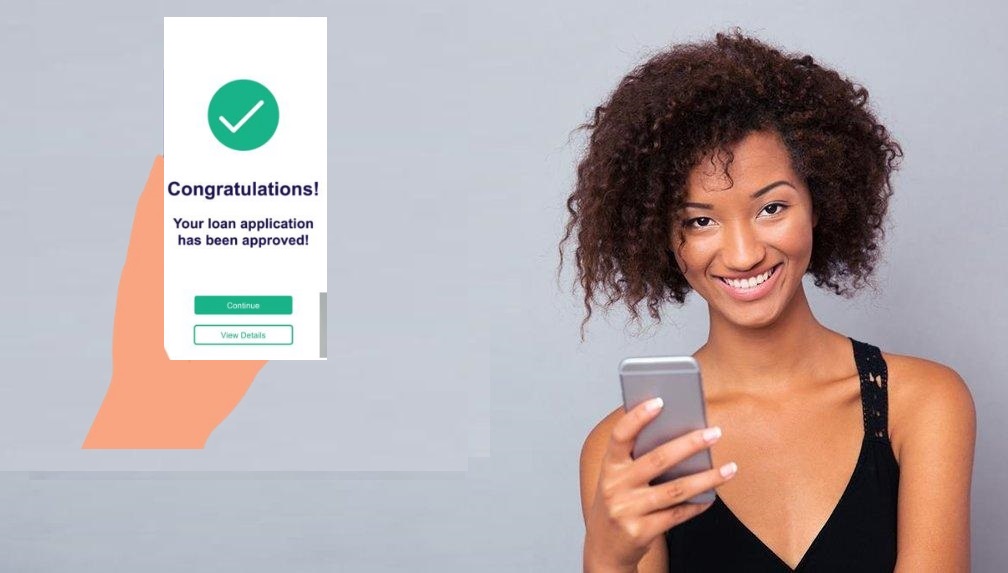 Congratulations!
Your loan application
has been approved!
Continue
View Details